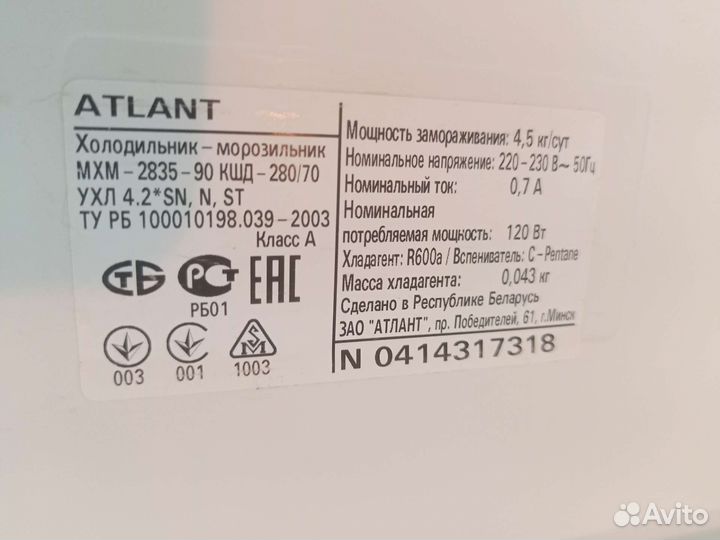 ATLANT
Холодильник - морозильник
МХМ - 2835 - 90 КШД - 280/70
УХЛ 4.2*SN, N, ST
ТУ РБ 100010198.039 - 2003
Класс А
СТБ РСТ ЕАС
РБ01
003 001 1003
Мощность замораживания: 4,5 кг/сут
Номинальное напряжение: 220 - 230 В~ 50Гц
Номинальный ток: 0,7 А
Номинальная
потребляемая мощность: 120 Вт
Хладагент: R600a / Вспениватель: C - Pentane
Масса хладагента: 0,043 кг
Сделано в Республике Беларусь
ЗАО "АТЛАНТ", пр. Победителей, 61, г.Минск
N 0414317318
Avito